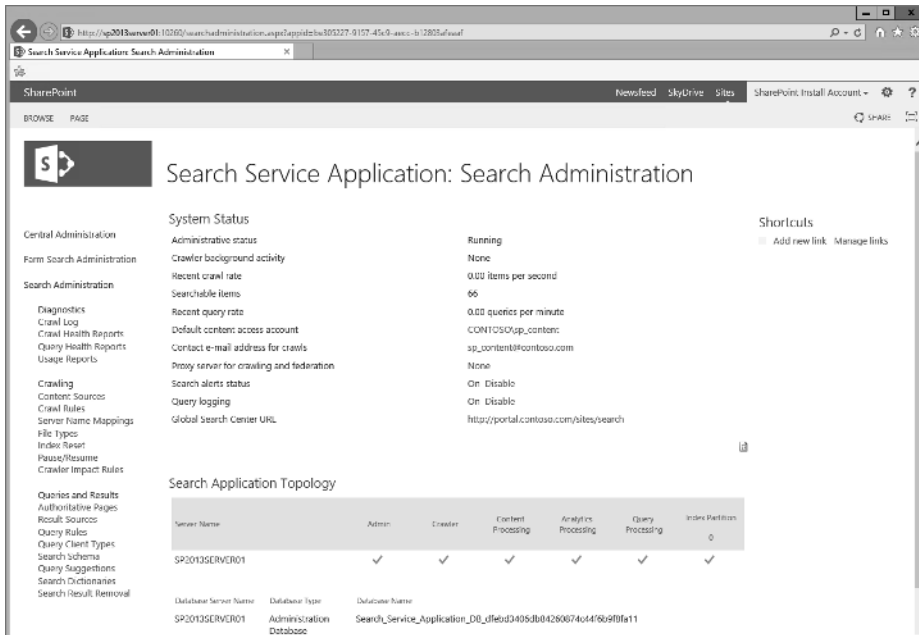 http://sp2013server01:10260/searchadministration.aspx?appid=
Search Service Application: Search Administration ×
SharePoint Newsfeed SkyDrive Sites SharePoint Install Account ?
BROWSE PAGE SHARE
S
Search Service Application: Search Administration
Central Administration
Farm Search Administration
Search Administration
Diagnostics
Crawl Log
Crawl Health Reports
Query Health Reports
Usage Reports
Crawling
Content Sources
Crawl Rules
Server Name Mappings
File Types
Index Reset
Pause/Resume
Crawler Impact Rules
Queries and Results
Authoritative Pages
Result Sources
Query Rules
Query Client Types
Search Schema
Query Suggestions
Search Dictionaries
Search Result Removal
System Status
Administrative status Running
Crawler background activity None
Recent crawl rate 0.00 items per second
Searchable items 66
Recent query rate 0.00 queries per minute
Default content access account CONTOSO\sp_content
Contact e-mail address for crawls sp_content@contoso.com
Proxy server for crawling and federation None
Search alerts status On Disable
Query logging On Disable
Global Search Center URL http://portal.contoso.com/sites/search
Shortcuts
Add new link Manage links
Search Application Topology
Server Name Admin Crawler Content Processing Analytics Processing Query Processing Index Partition
0
SP2013SERVER01 ✓ ✓ ✓ ✓ ✓ ✓
Database Server Name Database Type Database Name
SP2013SERVER01 Administration Database Search_Service_Application_DB_dfebd3405db84260874c44f6b9f8fa11